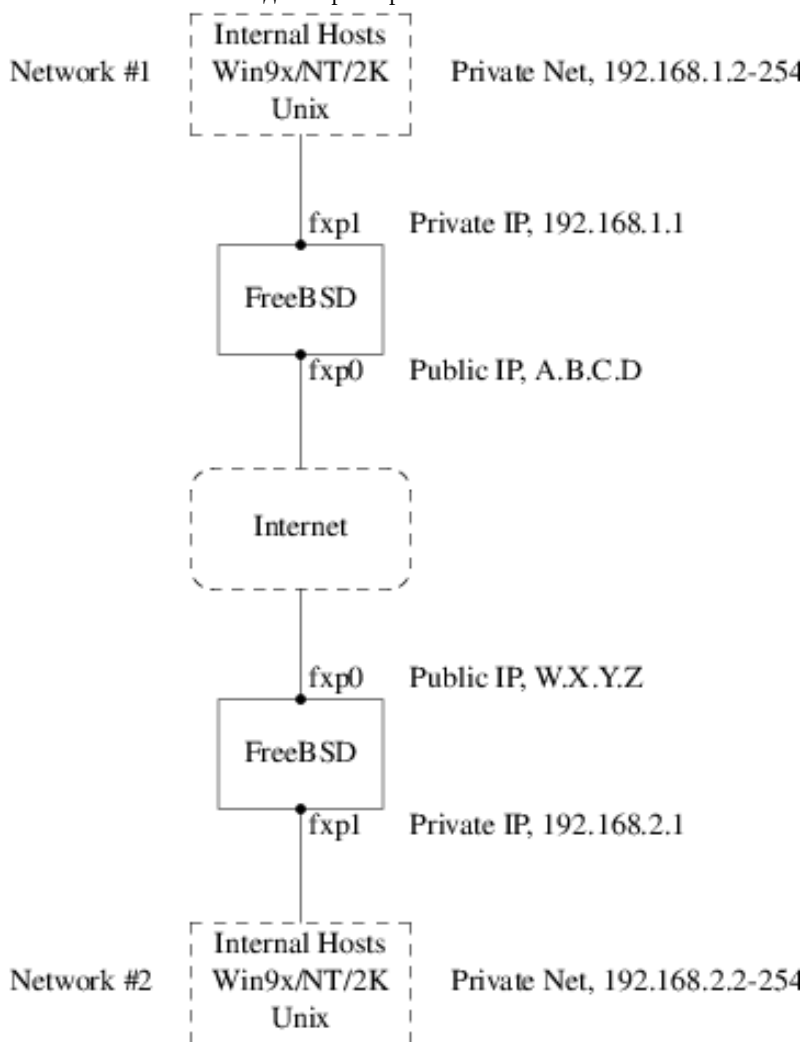 Internal Hosts
Network #1 Win9x/NT/2K Private Net, 192.168.1.2-254
Unix
fxp1 Private IP, 192.168.1.1
FreeBSD
fxp0 Public IP, A.B.C.D
Internet
fxp0 Public IP, W.X.Y.Z
FreeBSD
fxp1 Private IP, 192.168.2.1
Internal Hosts
Network #2 Win9x/NT/2K Private Net, 192.168.2.2-254
Unix